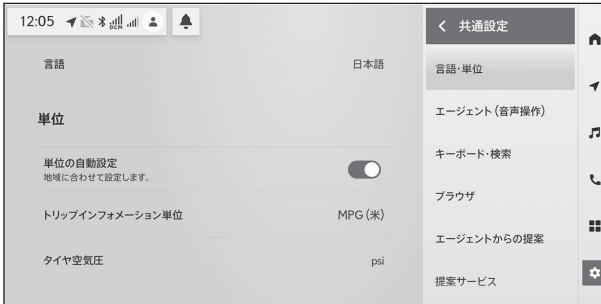 12:05
DCM
共通設定
言語 日本語
単位
単位の自動設定
地域に合わせて設定します。
トリップインフォメーション単位 MPG(米)
タイヤ空気圧 psi
言語・単位
エージェント(音声操作)
キーボード・検索
ブラウザ
エージェントからの提案
提案サービス